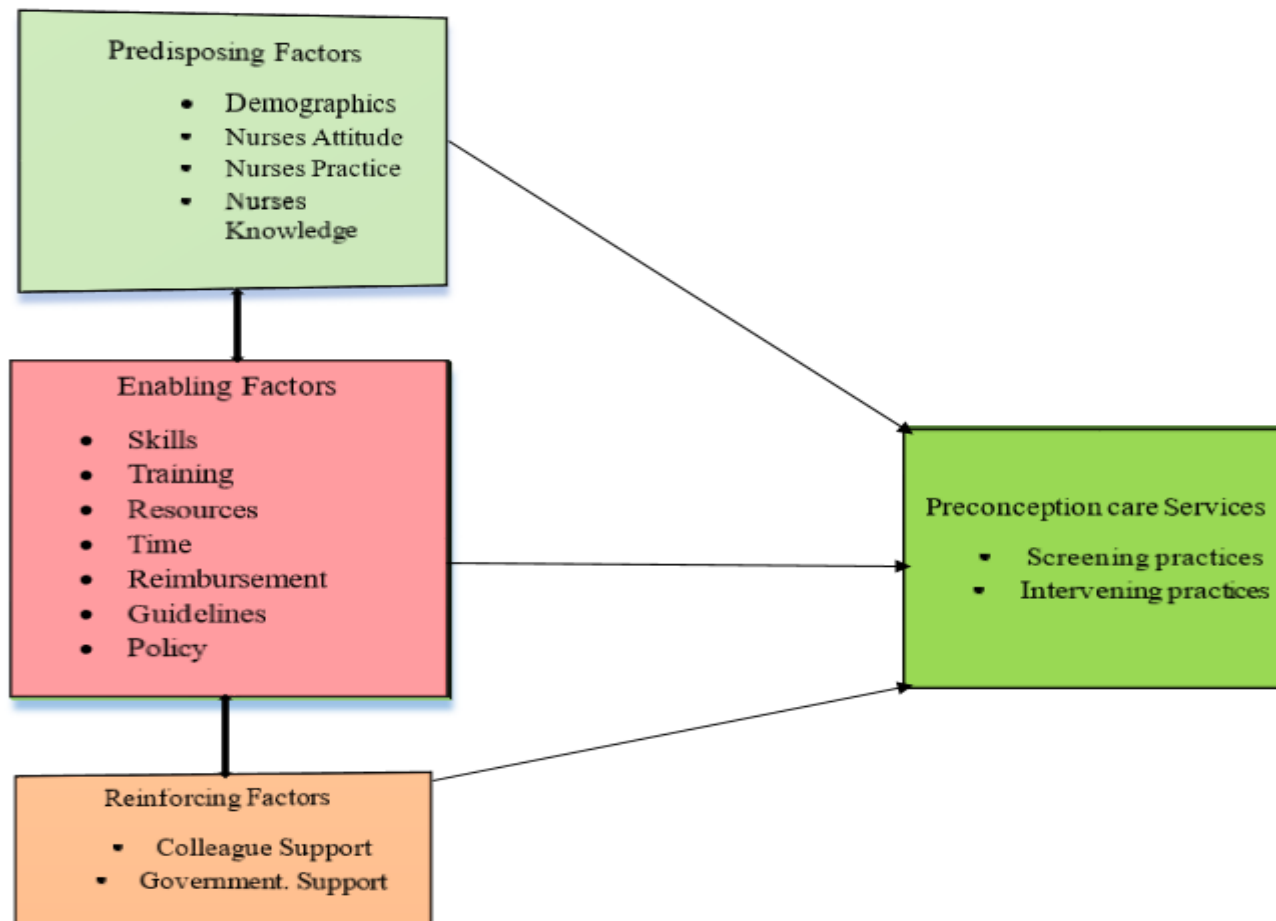 Predisposing Factors
• Demographics
• Nurses Attitude
• Nurses Practice
• Nurses
Knowledge
Enabling Factors
• Skills
• Training
• Resources
• Time
• Reimbursement
• Guidelines
• Policy
Reinforcing Factors
• Colleague Support
• Government. Support
Preconception care Services
• Screening practices
• Intervening practices